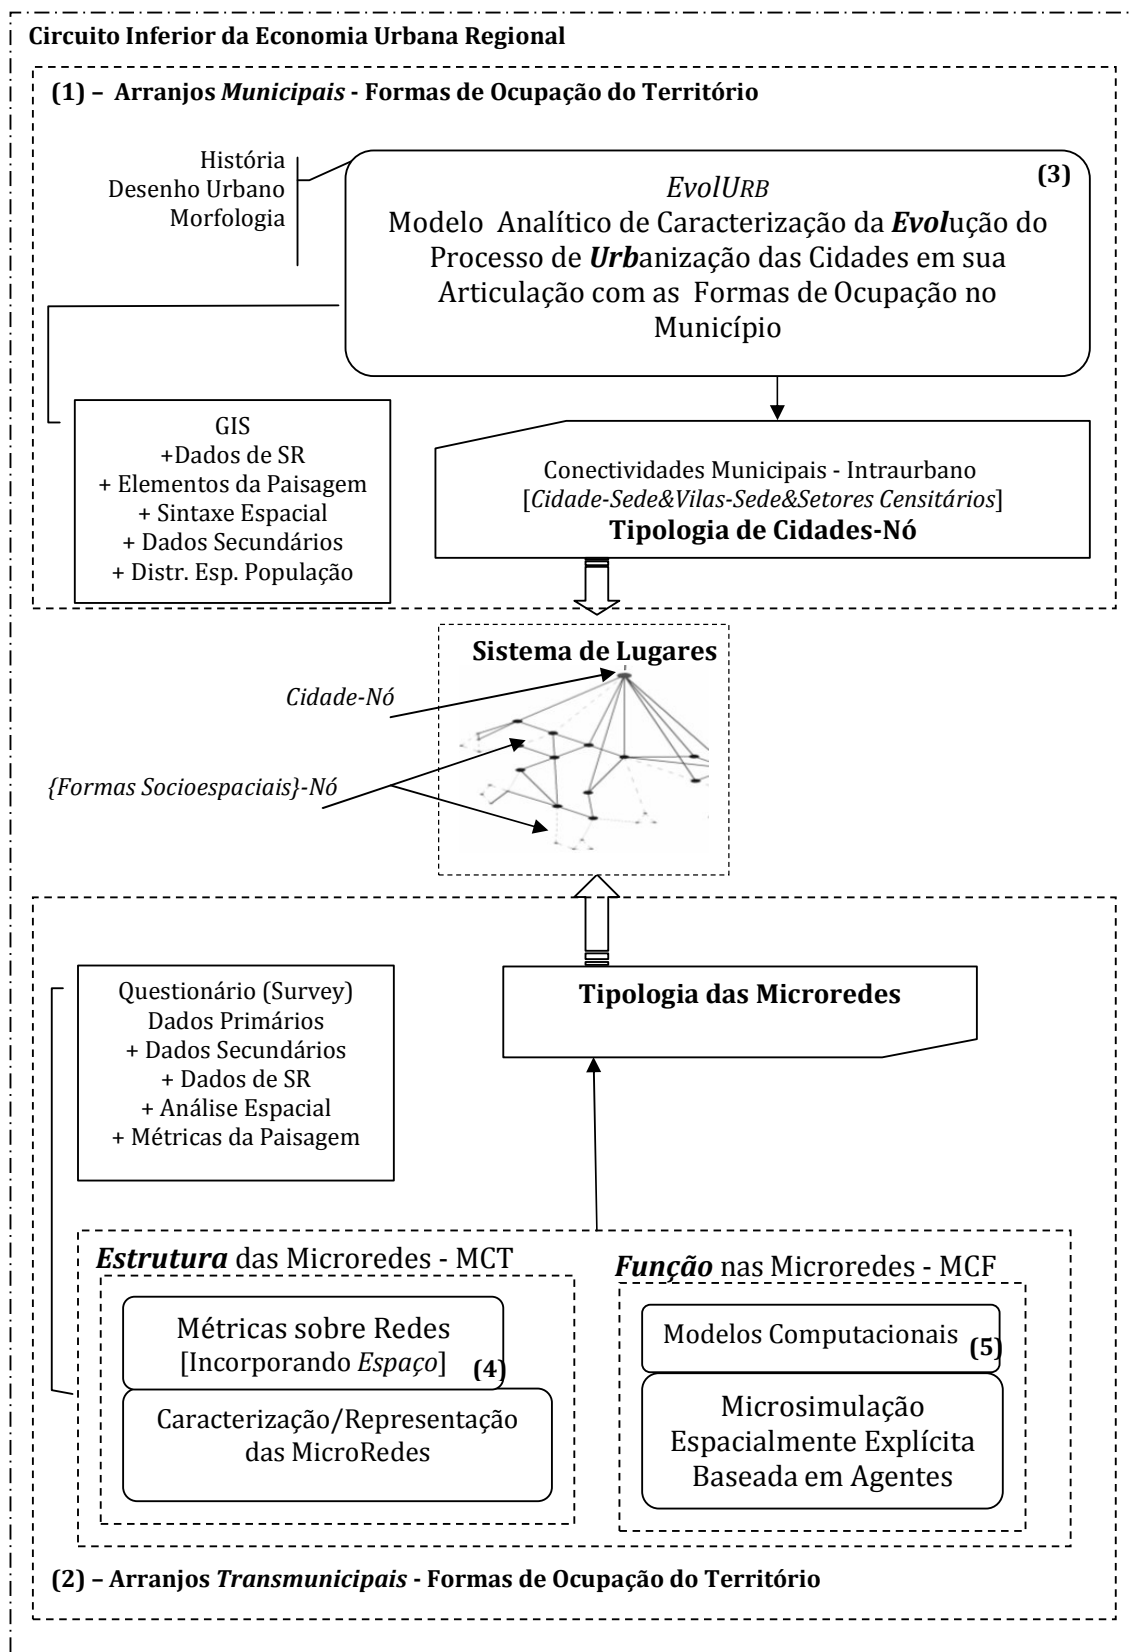 Circuito Inferior da Economia Urbana Regional
(1) – Arranjos Municipais - Formas de Ocupação do Território
História
Desenho Urbano
Morfologia
(3)
EvolURB
Modelo Analítico de Caracterização da Evolução do
Processo de Urbanização das Cidades em sua
Articulação com as Formas de Ocupação no
Município
GIS
+Dados de SR
+ Elementos da Paisagem
+ Sintaxe Espacial
+ Dados Secundários
+ Distr. Esp. População
Conectividades Municipais - Intraurbano
[Cidade-Sede&Vilas-Sede&Setores Censitários]
Tipologia de Cidades-Nó
Sistema de Lugares
Cidade-Nó
{Formas Socioespaciais}-Nó
Questionário (Survey)
Dados Primários
+ Dados Secundários
+ Dados de SR
+ Análise Espacial
+ Métricas da Paisagem
Tipologia das Microredes
Estrutura das Microredes - MCT
Métricas sobre Redes
[Incorporando Espaço] (4)
Caracterização/Representação
das MicroRedes
Função nas Microredes - MCF
Modelos Computacionais (5)
Microsimulação
Espacialmente Explícita
Baseada em Agentes
(2) – Arranjos Transmunicipais - Formas de Ocupação do Território